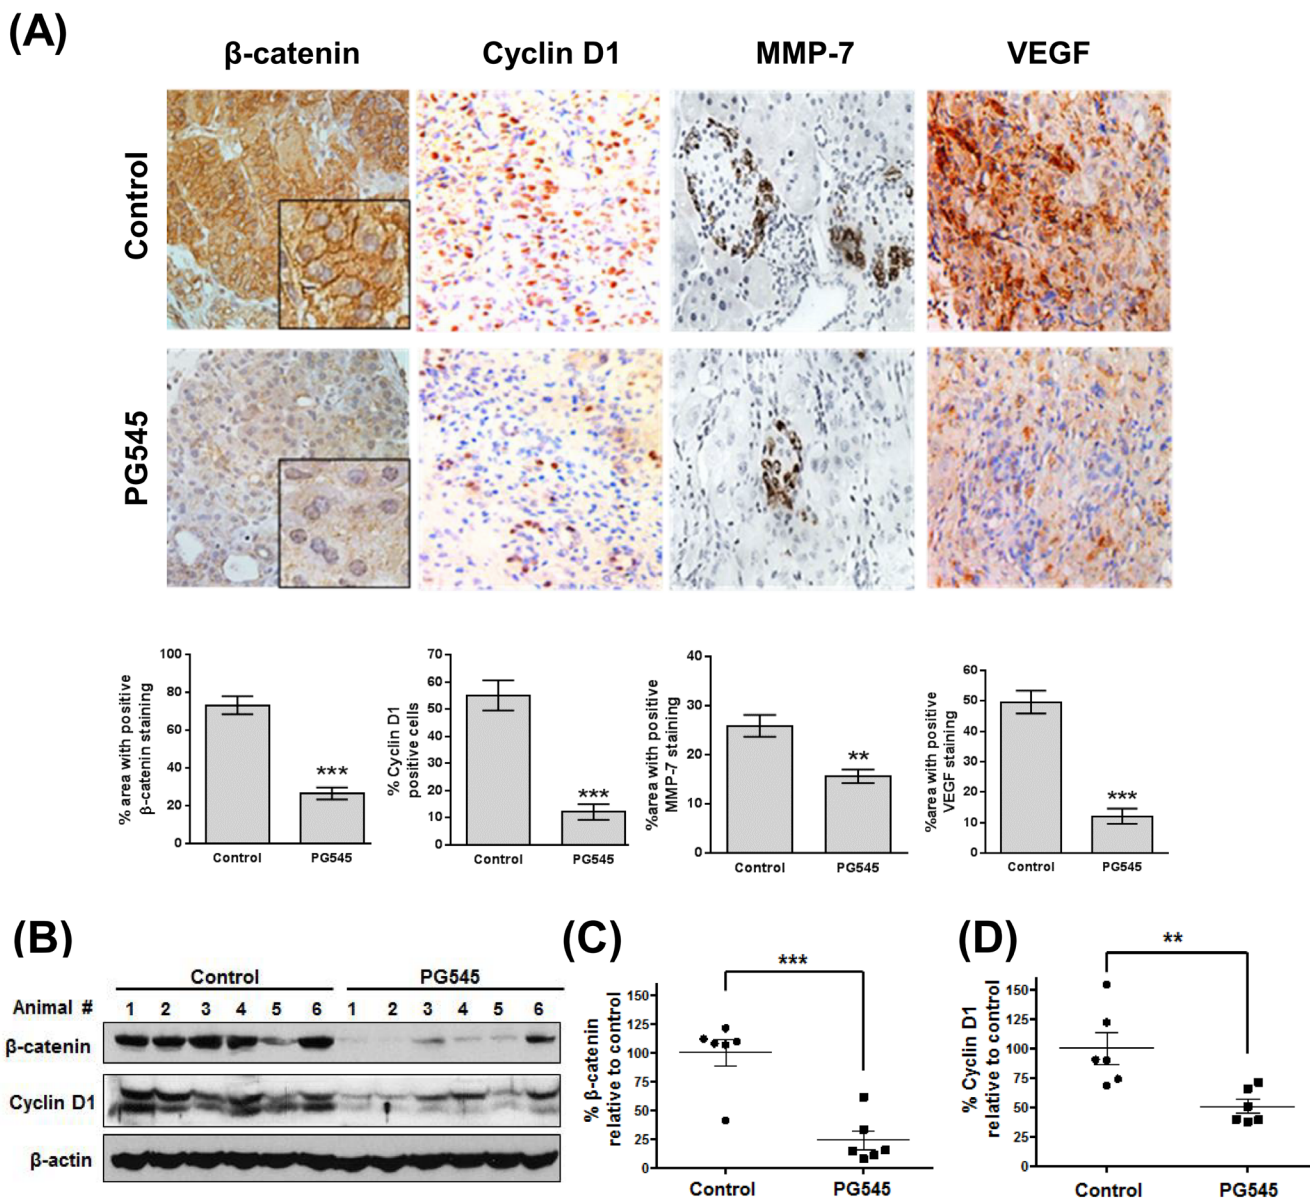 (A)
β-catenin Cyclin D1 MMP-7 VEGF
Control
PG545
% area with positive
β-catenin staining
100
80
60
40
20
0
***
Control PG545
% Cyclin D1
positive cells
70
60
50
40
30
20
10
0
***
Control PG545
%area with positive
MMP-7 staining
40
30
20
10
0
**
Control PG545
%area with positive
VEGF staining
60
50
40
30
20
10
0
***
Control PG545
(B)
Control PG545
Animal # 1 2 3 4 5 6 1 2 3 4 5 6
β-catenin
Cyclin D1
β-actin
(C)
***
% β-catenin
relative to control
150
125
100
75
50
25
0
Control PG545
(D)
**
% Cyclin D1
relative to control
150
125
100
75
50
25
0
Control PG545